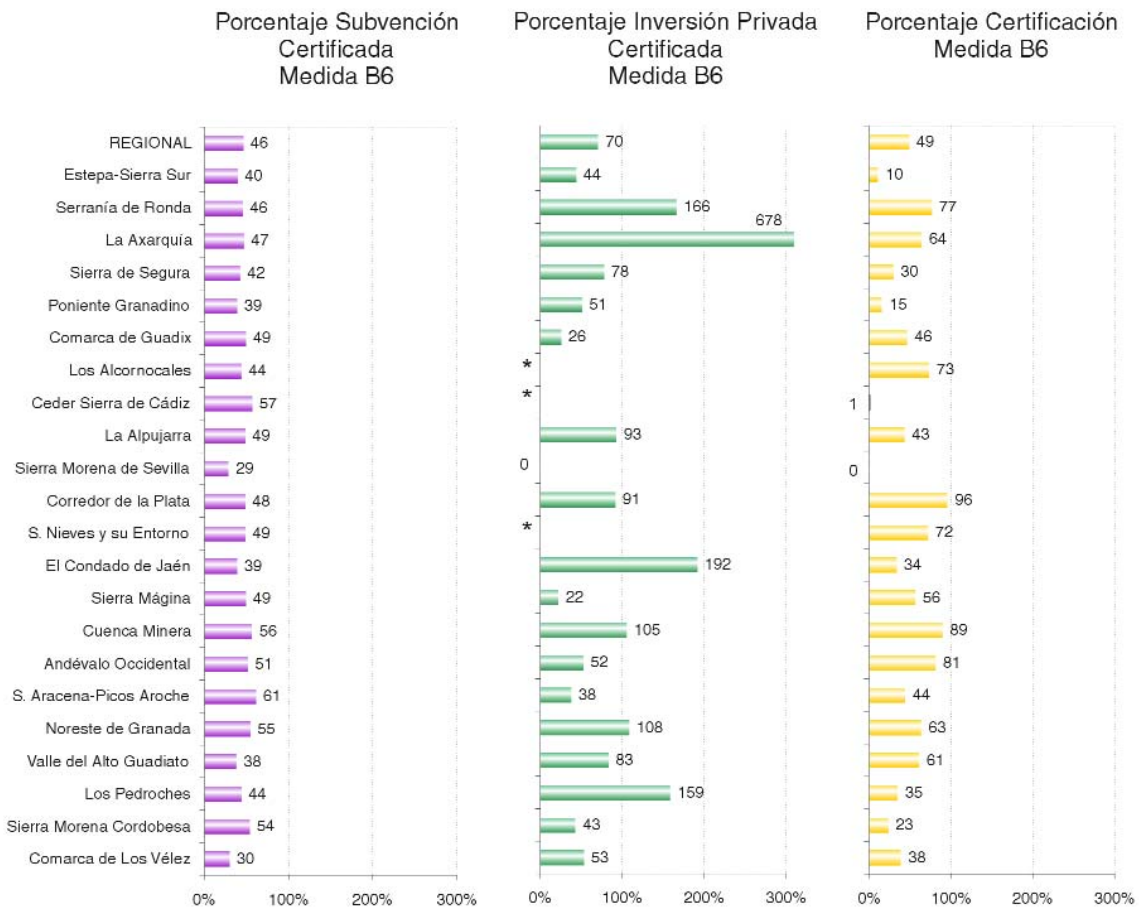 Porcentaje Subvención
Certificada
Medida B6
Porcentaje Inversión Privada
Certificada
Medida B6
Porcentaje Certificación
Medida B6
REGIONAL 46 70 49
Estepa-Sierra Sur 40 44 10
Serranía de Ronda 46 166 77
La Axarquía 47 678 64
Sierra de Segura 42 78 30
Poniente Granadino 39 51 15
Comarca de Guadix 49 26 46
Los Alcornocales 44 * 73
Ceder Sierra de Cádiz 57 * 1
La Alpujarra 49 93 43
Sierra Morena de Sevilla 29 0 0
Corredor de la Plata 48 91 96
S. Nieves y su Entorno 49 * 72
El Condado de Jaén 39 192 34
Sierra Mágina 49 22 56
Cuenca Minera 56 105 89
Andévalo Occidental 51 52 81
S. Aracena-Picos Aroche 61 38 44
Noreste de Granada 55 108 63
Valle del Alto Guadiato 38 83 61
Los Pedroches 44 159 35
Sierra Morena Cordobesa 54 43 23
Comarca de Los Vélez 30 53 38
0% 100% 200% 300% 0% 100% 200% 300% 0% 100% 200% 300%